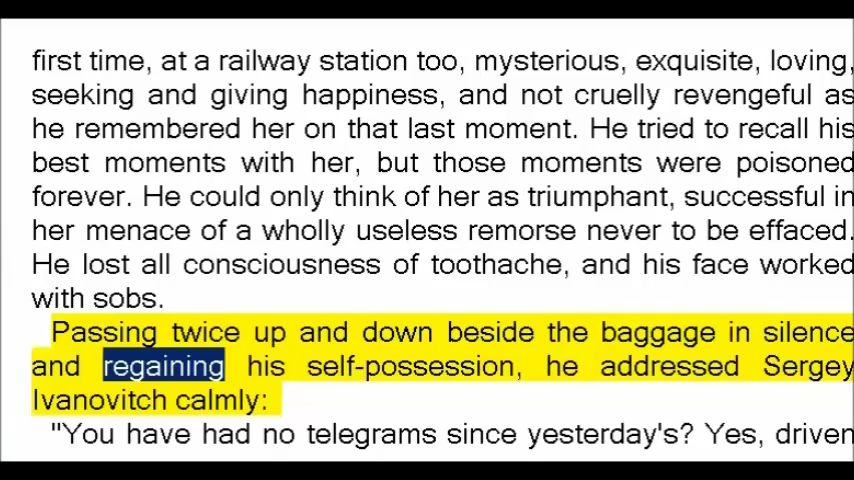 first time, at a railway station too, mysterious, exquisite, loving,
seeking and giving happiness, and not cruelly revengeful as
he remembered her on that last moment. He tried to recall his
best moments with her, but those moments were poisoned
forever. He could only think of her as triumphant, successful in
her menace of a wholly useless remorse never to be effaced.
He lost all consciousness of toothache, and his face worked
with sobs.
Passing twice up and down beside the baggage in silence
and regaining his self-possession, he addressed Sergey
Ivanovitch calmly:
"You have had no telegrams since yesterday's? Yes, driven